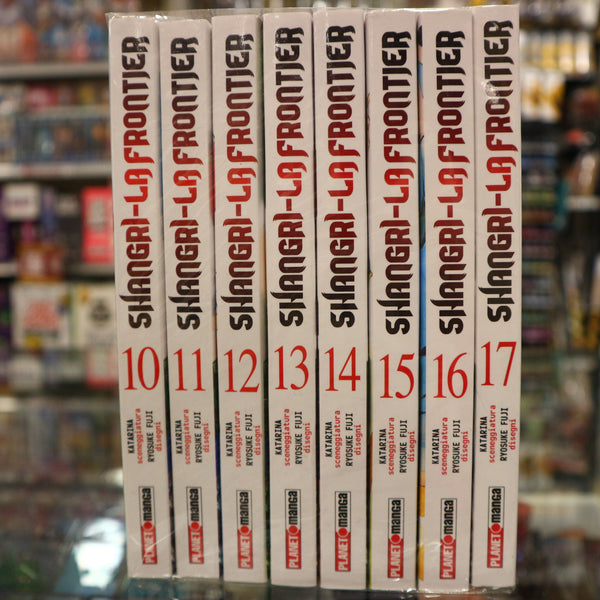 SHANGRI-LA FRONTIER
10
KATARINA
sceneggiatura
RYOSUKE FUJI
disegni
PLANET manga
SHANGRI-LA FRONTIER
11
KATARINA
sceneggiatura
RYOSUKE FUJI
disegni
PLANET manga
SHANGRI-LA FRONTIER
12
KATARINA
sceneggiatura
RYOSUKE FUJI
disegni
PLANET manga
SHANGRI-LA FRONTIER
13
KATARINA
sceneggiatura
RYOSUKE FUJI
disegni
PLANET manga
SHANGRI-LA FRONTIER
14
KATARINA
sceneggiatura
RYOSUKE FUJI
disegni
PLANET manga
SHANGRI-LA FRONTIER
15
KATARINA
sceneggiatura
RYOSUKE FUJI
disegni
PLANET manga
SHANGRI-LA FRONTIER
16
KATARINA
sceneggiatura
RYOSUKE FUJI
disegni
PLANET manga
SHANGRI-LA FRONTIER
17
KATARINA
sceneggiatura
RYOSUKE FUJI
disegni
PLANET manga